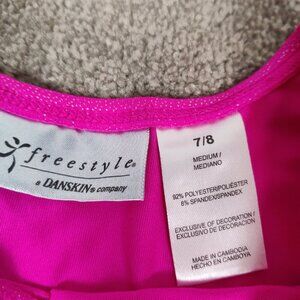 freestyle®
a DANSKIN® company
7/8
MEDIUM/
MEDIANO
92% POLYESTER/POLIÉSTER
8% SPANDEX/SPANDEX
EXCLUSIVE OF DECORATION/
EXCLUSIVO DE DECORACIÓN
MADE IN CAMBODIA
HECHO EN CAMBOYA